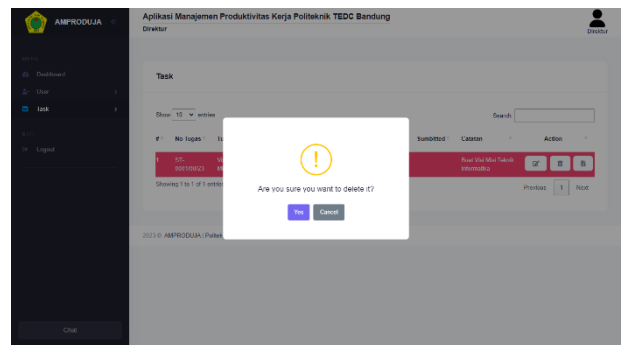 AMPRODUJA
Aplikasi Manajemen Produktivitas Kerja Politeknik TEDC Bandung
Direktur
Direktur
MENU
Dashboard
User
Task
Logout
Chat
Task
Show 10 entries
Search
# No Tugas Sumbitted Catatan Action
1 ST- Buat Visi Misi Teknik
Informatika
Showing 1 to 1 of 1 entries
Previous 1 Next
Are you sure you want to delete it?
Yes Cancel
2023 © AMPRODUJA | Politek